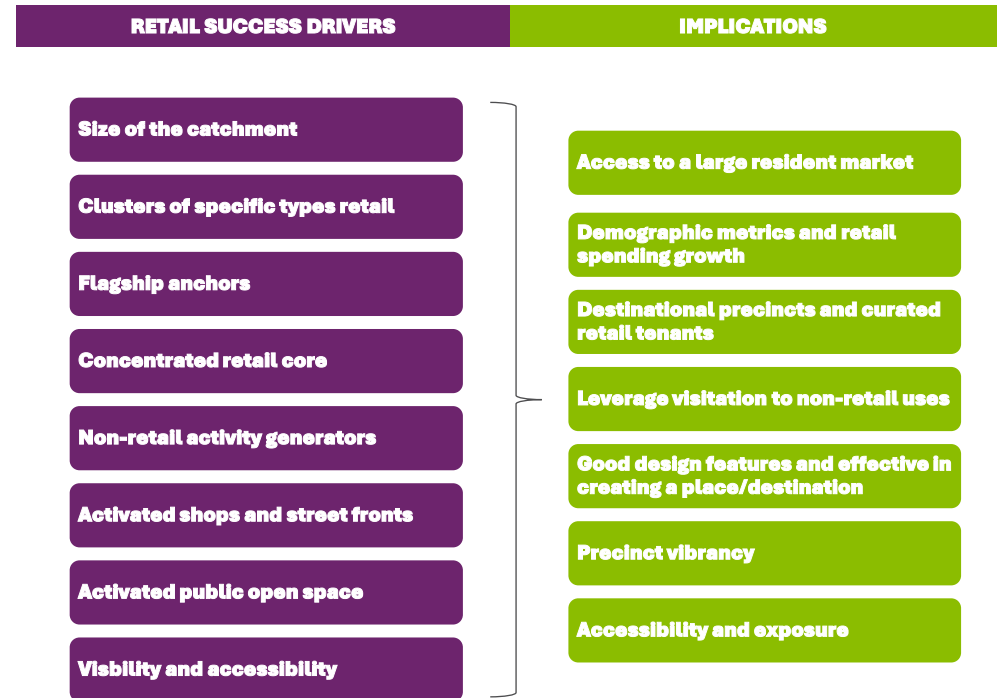 RETAIL SUCCESS DRIVERS
IMPLICATIONS
Size of the catchment
Clusters of specific types retail
Flagship anchors
Concentrated retail core
Non-retail activity generators
Activated shops and street fronts
Activated public open space
Visbility and accessibility
Access to a large resident market
Demographic metrics and retail
spending growth
Destinational precincts and curated
retail tenants
Leverage visitation to non-retail uses
Good design features and effective in
creating a place/destination
Precinct vibrancy
Accessibility and exposure